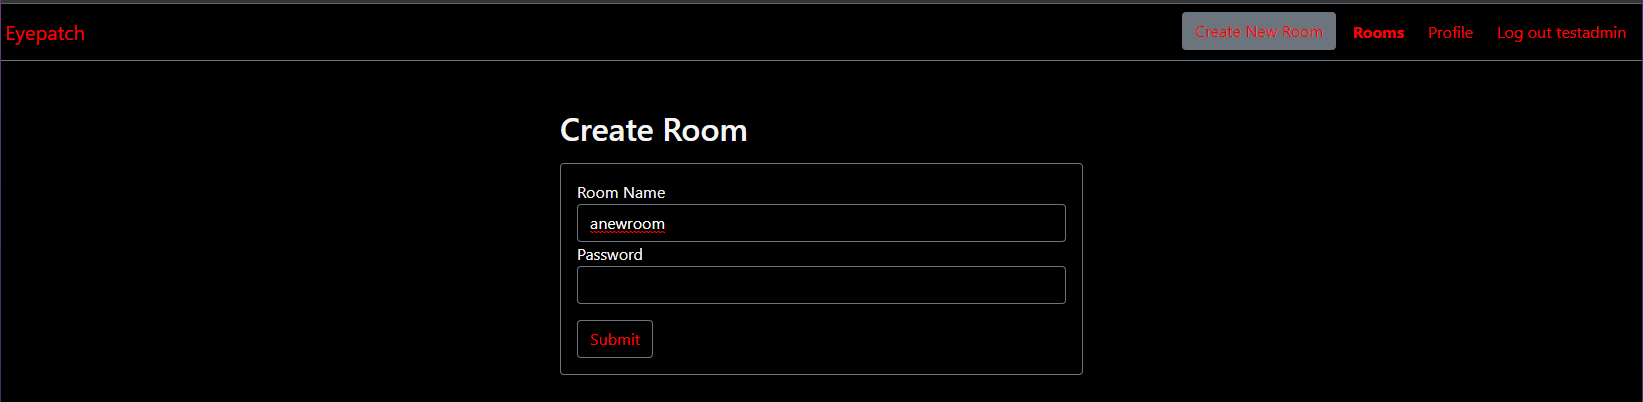 Eyepatch Create New Room Rooms Profile Log out testadmin
Create Room
Room Name
anewroom
Password
Submit